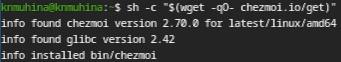 knmuhina@knmuhina:~$ sh -c "$(wget -qO- chezmoi.io/get)"
info found chezmoi version 2.70.0 for latest/linux/amd64
info found glibc version 2.42
info installed bin/chezmoi